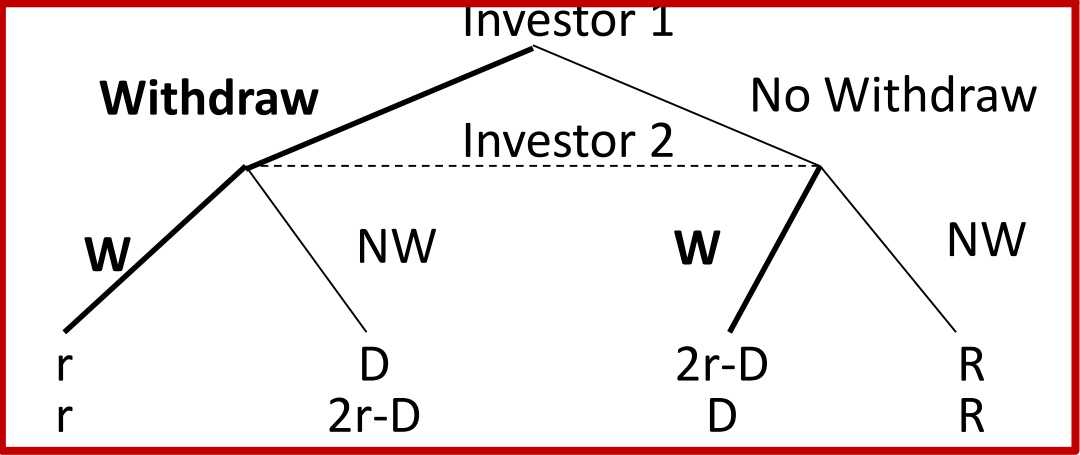 Investor 1
Withdraw
No Withdraw
Investor 2
W
NW
W
NW
r D 2r-D R
r 2r-D D R